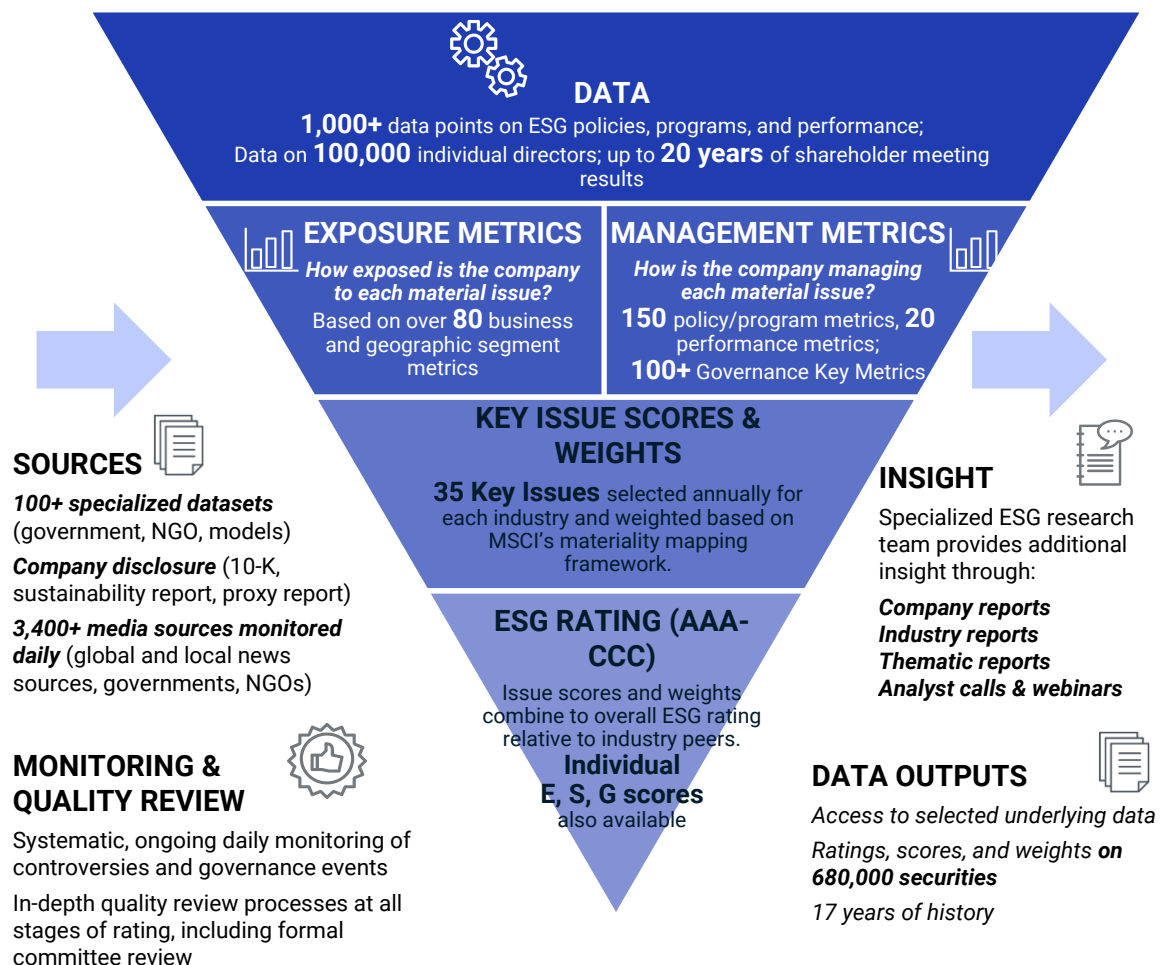 DATA
1,000+ data points on ESG policies, programs, and performance;
Data on 100,000 individual directors; up to 20 years of shareholder meeting
results
EXPOSURE METRICS
How exposed is the company
to each material issue?
Based on over 80 business
and geographic segment
metrics
MANAGEMENT METRICS
How is the company managing
each material issue?
150 policy/program metrics, 20
performance metrics;
100+ Governance Key Metrics
KEY ISSUE SCORES &
WEIGHTS
35 Key Issues selected annually for
each industry and weighted based on
MSCI's materiality mapping
framework.
ESG RATING (AAA-
CCC)
Issue scores and weights
combine to overall ESG rating
relative to industry peers.
Individual
E, S, G scores
also available
SOURCES
100+ specialized datasets
(government, NGO, models)
Company disclosure (10-K,
sustainability report, proxy report)
3,400+ media sources monitored
daily (global and local news
sources, governments, NGOs)
MONITORING &
QUALITY REVIEW
Systematic, ongoing daily monitoring of
controversies and governance events
In-depth quality review processes at all
stages of rating, including formal
committee review
INSIGHT
Specialized ESG research
team provides additional
insight through:
Company reports
Industry reports
Thematic reports
Analyst calls & webinars
DATA OUTPUTS
Access to selected underlying data
Ratings, scores, and weights on
680,000 securities
17 years of history